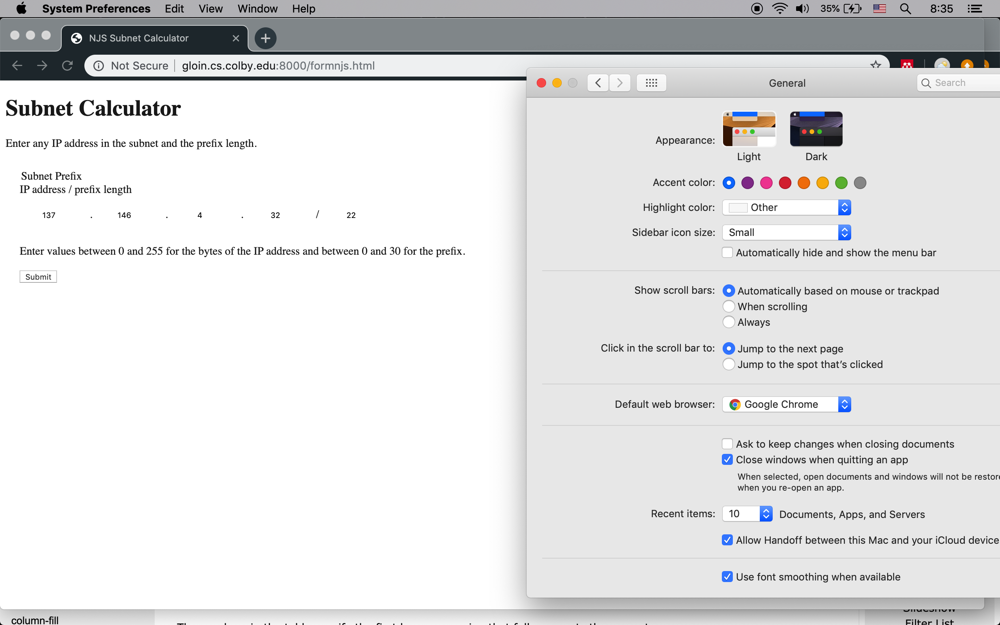 System Preferences Edit View Window Help 35% 8:35
NJS Subnet Calculator
Not Secure gloin.cs.colby.edu:8000/formnjs.html
Subnet Calculator
Enter any IP address in the subnet and the prefix length.
Subnet Prefix
IP address / prefix length
137 . 146 . 4 . 32 / 22
Enter values between 0 and 255 for the bytes of the IP address and between 0 and 30 for the prefix.
Submit
General
Search
Appearance:
Light Dark
Accent color:
Highlight color: Other
Sidebar icon size: Small
Automatically hide and show the menu bar
Show scroll bars: Automatically based on mouse or trackpad
When scrolling
Always
Click in the scroll bar to: Jump to the next page
Jump to the spot that's clicked
Default web browser: Google Chrome
Ask to keep changes when closing documents
Close windows when quitting an app
When selected, open documents and windows will not be restore
when you re-open an app.
Recent items: 10 Documents, Apps, and Servers
Allow Handoff between this Mac and your iCloud device
Use font smoothing when available
column-fill
Slideshow
Filter List